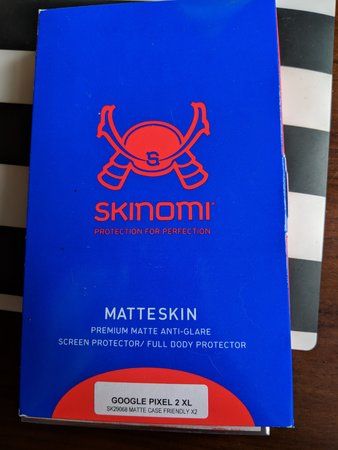 S
SKINOMI
PROTECTION FOR PERFECTION
MATTESKIN
PREMIUM MATTE ANTI-GLARE
SCREEN PROTECTOR/ FULL BODY PROTECTOR
GOOGLE PIXEL 2 XL
SK29068 MATTE CASE FRIENDLY X2